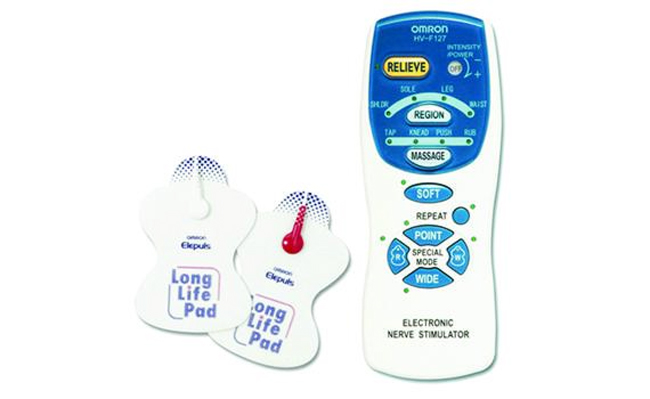 OMRON
HV-F127
INTENSITY
/POWER
RELIEVE
OFF
−
+
SOLE LEG
SHLDR WAIST
REGION
TAP KNEAD PUSH RUB
MASSAGE
SOFT
REPEAT
POINT
R SPECIAL W
MODE
WIDE
ELECTRONIC
NERVE STIMULATOR
OMRON
Elepuls
Long
Life
Pad
OMRON
Elepuls
Long
Life
Pad